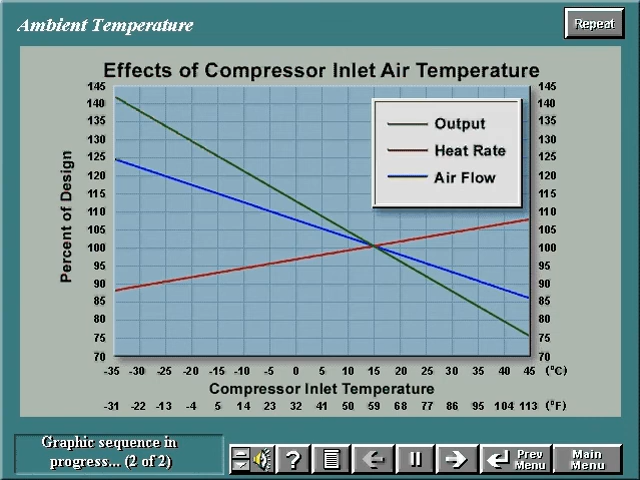 Ambient Temperature
Repeat
Effects of Compressor Inlet Air Temperature
145 145
140 140
135 135
130 130
125 125
120 120
115 115
110 110
105 105
100 100
95 95
90 90
85 85
80 80
75 75
70 70
Percent of Design
Output
Heat Rate
Air Flow
-35 -30 -25 -20 -15 -10 -5 0 5 10 15 20 25 30 35 40 45 (°C)
Compressor Inlet Temperature
-31 -22 -13 -4 5 14 23 32 41 50 59 68 77 86 95 104 113 (°F)
Graphic sequence in
progress... (2 of 2)
?
Prev
Menu
Main
Menu